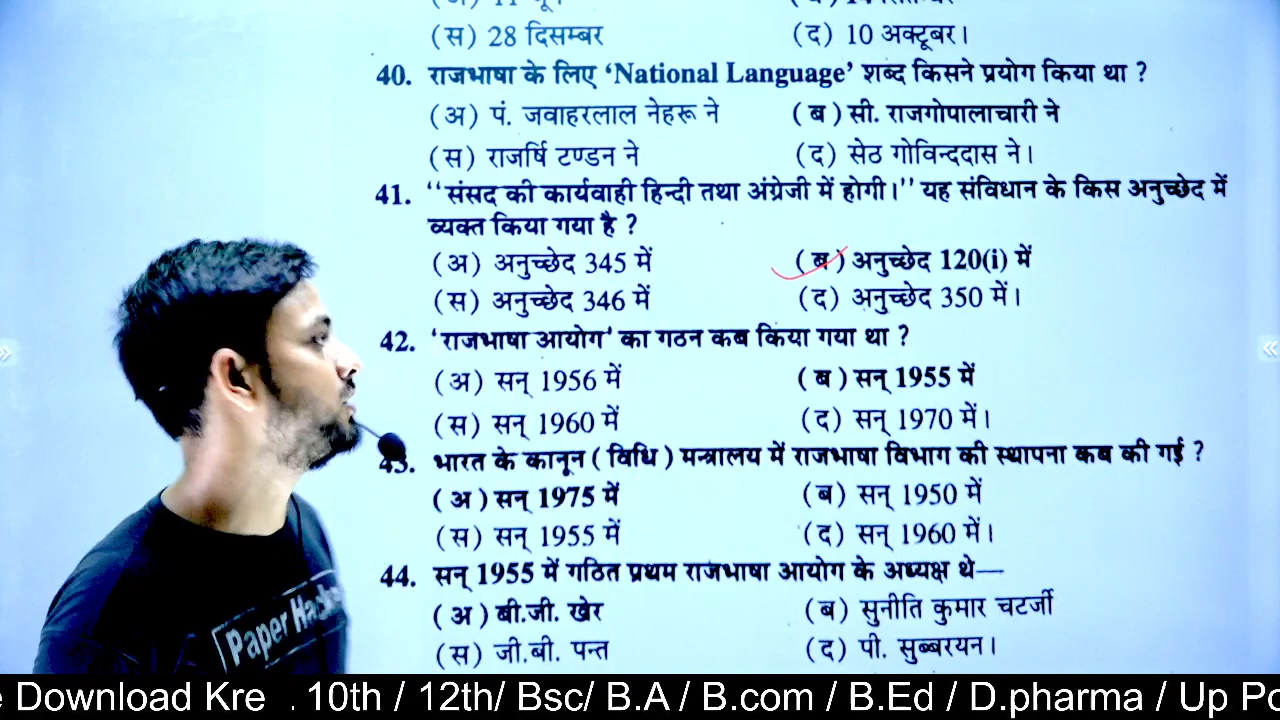 (स) 28 दिसम्बर (द) 10 अक्टूबर।
40. राजभाषा के लिए ‘National Language’ शब्द किसने प्रयोग किया था ?
(अ) पं. जवाहरलाल नेहरू ने (ब) सी. राजगोपालाचारी ने
(स) राजर्षि टण्डन ने (द) सेठ गोविन्ददास ने।
41. ‘‘संसद की कार्यवाही हिन्दी तथा अंग्रेजी में होगी।’’ यह संविधान के किस अनुच्छेद में
व्यक्त किया गया है ?
(अ) अनुच्छेद 345 में (ब) अनुच्छेद 120(i) में
(स) अनुच्छेद 346 में (द) अनुच्छेद 350 में।
42. ‘राजभाषा आयोग’ का गठन कब किया गया था ?
(अ) सन् 1956 में (ब) सन् 1955 में
(स) सन् 1960 में (द) सन् 1970 में।
43. भारत के कानून (विधि) मन्त्रालय में राजभाषा विभाग की स्थापना कब की गई ?
(अ) सन् 1975 में (ब) सन् 1950 में
(स) सन् 1955 में (द) सन् 1960 में।
44. सन् 1955 में गठित प्रथम राजभाषा आयोग के अध्यक्ष थे—
(अ) बी.जी. खेर (ब) सुनीति कुमार चटर्जी
(स) जी.बी. पन्त (द) पी. सुब्बरयन।
Paper
e Download Kre . 10th / 12th/ Bsc/ B.A / B.com / B.Ed / D.pharma / Up Po